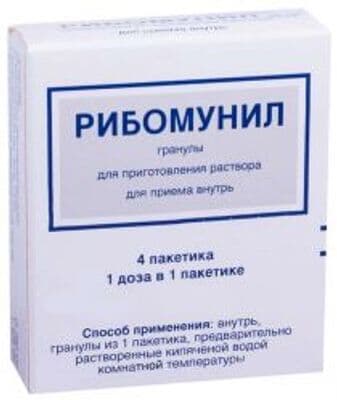 РИБОМУНИЛ
гранулы
для приготовления раствора
для приема внутрь
4 пакетика
1 доза в 1 пакетике
Способ применения: внутрь,
гранулы из 1 пакетика, предварительно
растворенные кипяченой водой
комнатной температуры